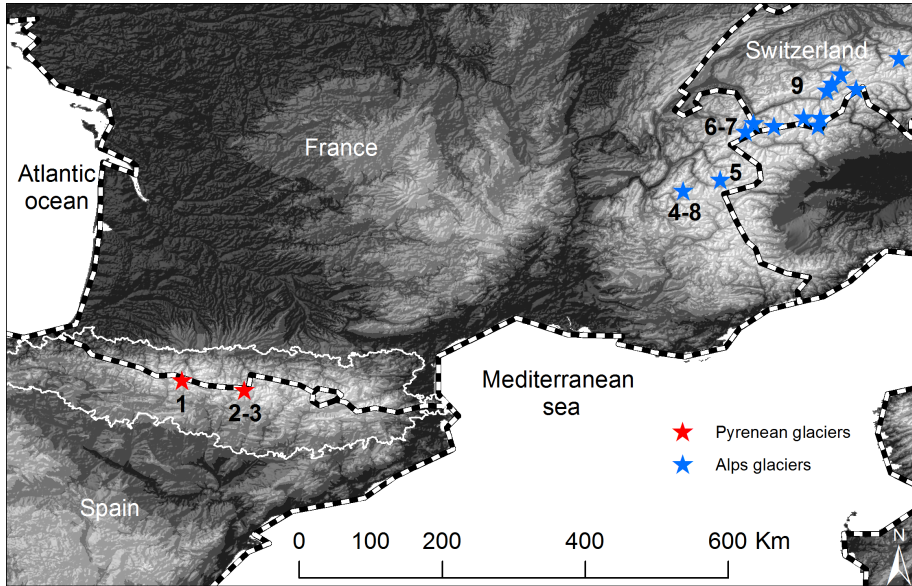 Switzerland
9
France
6-7
Atlantic
ocean
5
4-8
Mediterranean
sea
1
2-3
Pyrenean glaciers
Alps glaciers
Spain
N
0 100 200 400 600 Km